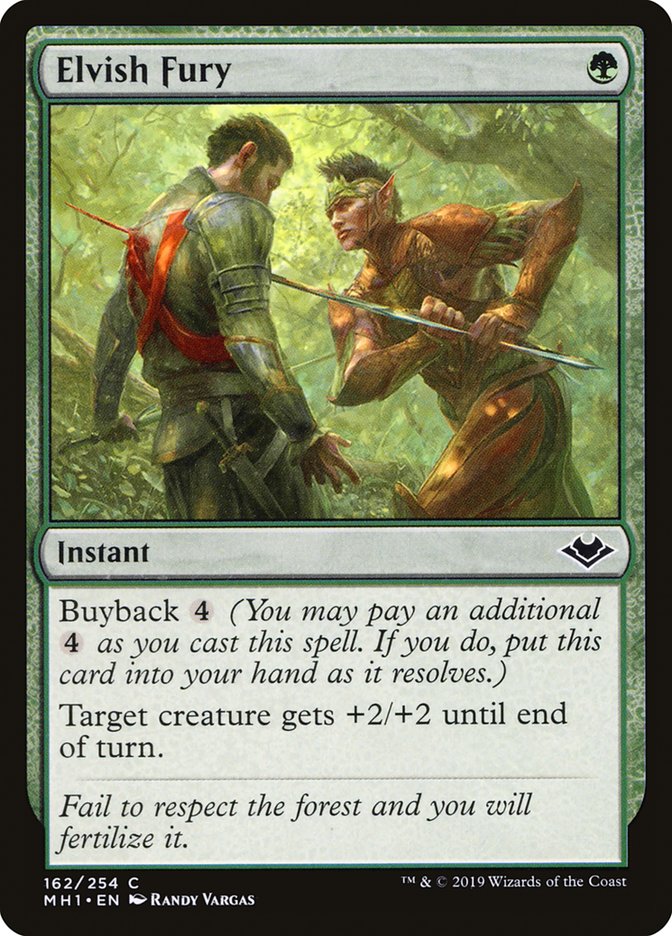 Elvish Fury
Instant
Buyback 4 (You may pay an additional
4 as you cast this spell. If you do, put this
card into your hand as it resolves.)
Target creature gets +2/+2 until end
of turn.
Fail to respect the forest and you will
fertilize it.
162/254 C
MH1•EN RANDY VARGAS
™ & © 2019 Wizards of the Coast